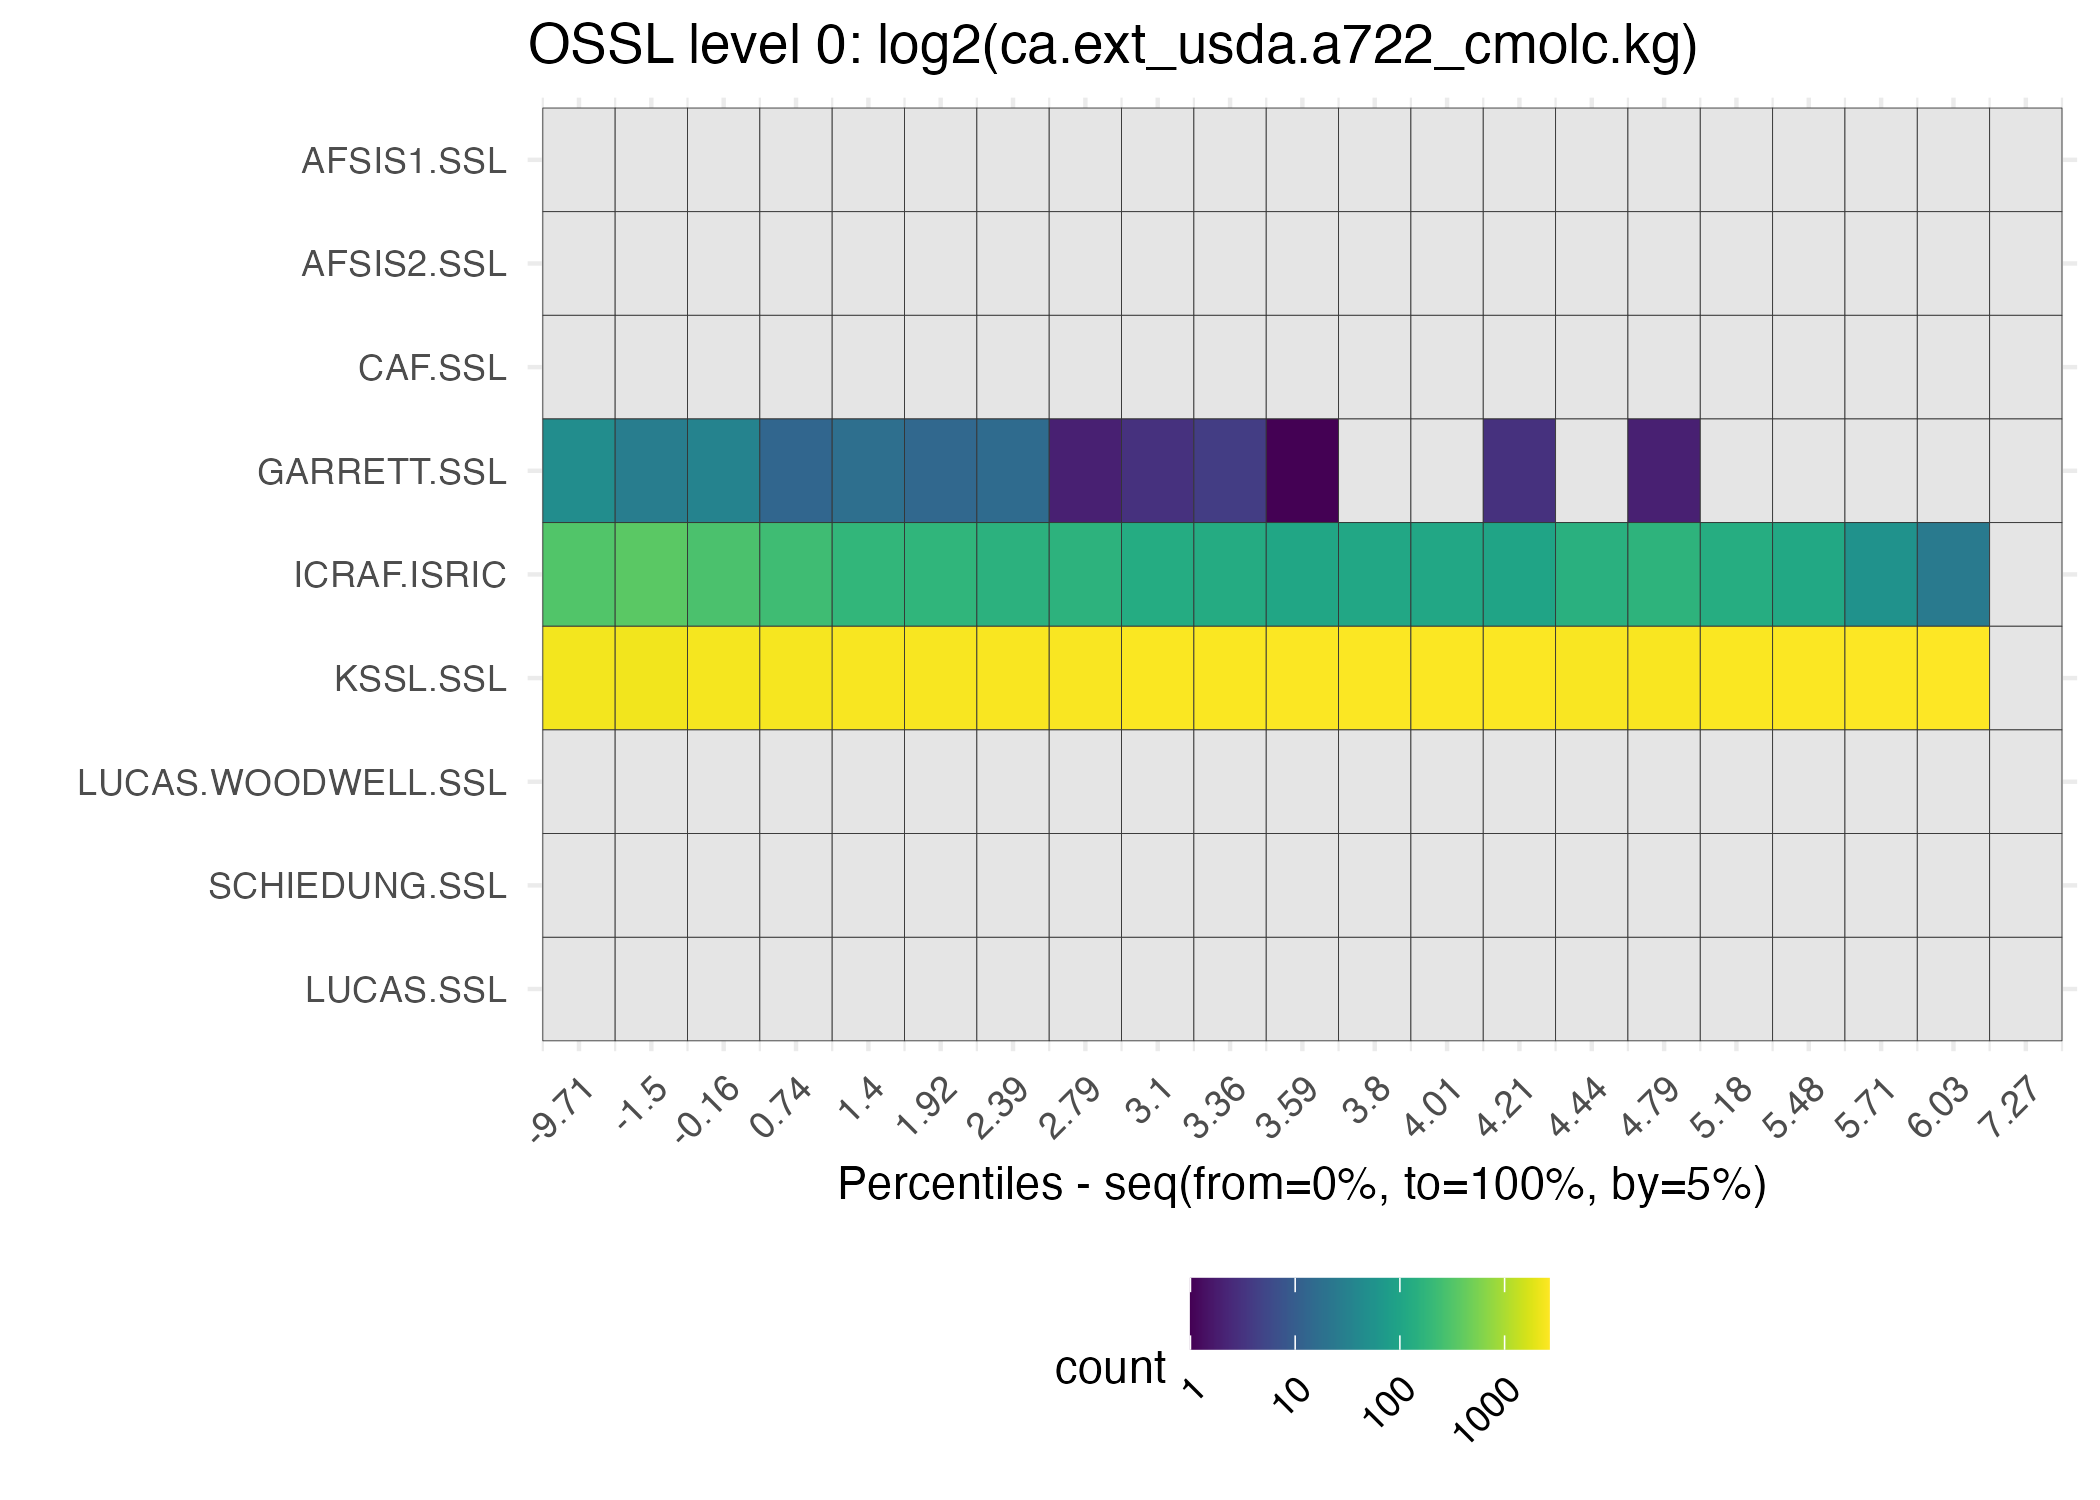 OSSL level 0: log2(ca.ext_usda.a722_cmolc.kg)
AFSIS1.SSL
AFSIS2.SSL
CAF.SSL
GARRETT.SSL
ICRAF.ISRIC
KSSL.SSL
LUCAS.WOODWELL.SSL
SCHIEDUNG.SSL
LUCAS.SSL
-9.71 -1.5 -0.16 0.74 1.4 1.92 2.39 2.79 3.1 3.36 3.59 3.8 4.01 4.21 4.44 4.79 5.18 5.48 5.71 6.03 7.27
Percentiles - seq(from=0%, to=100%, by=5%)
count
1 10 100 1000